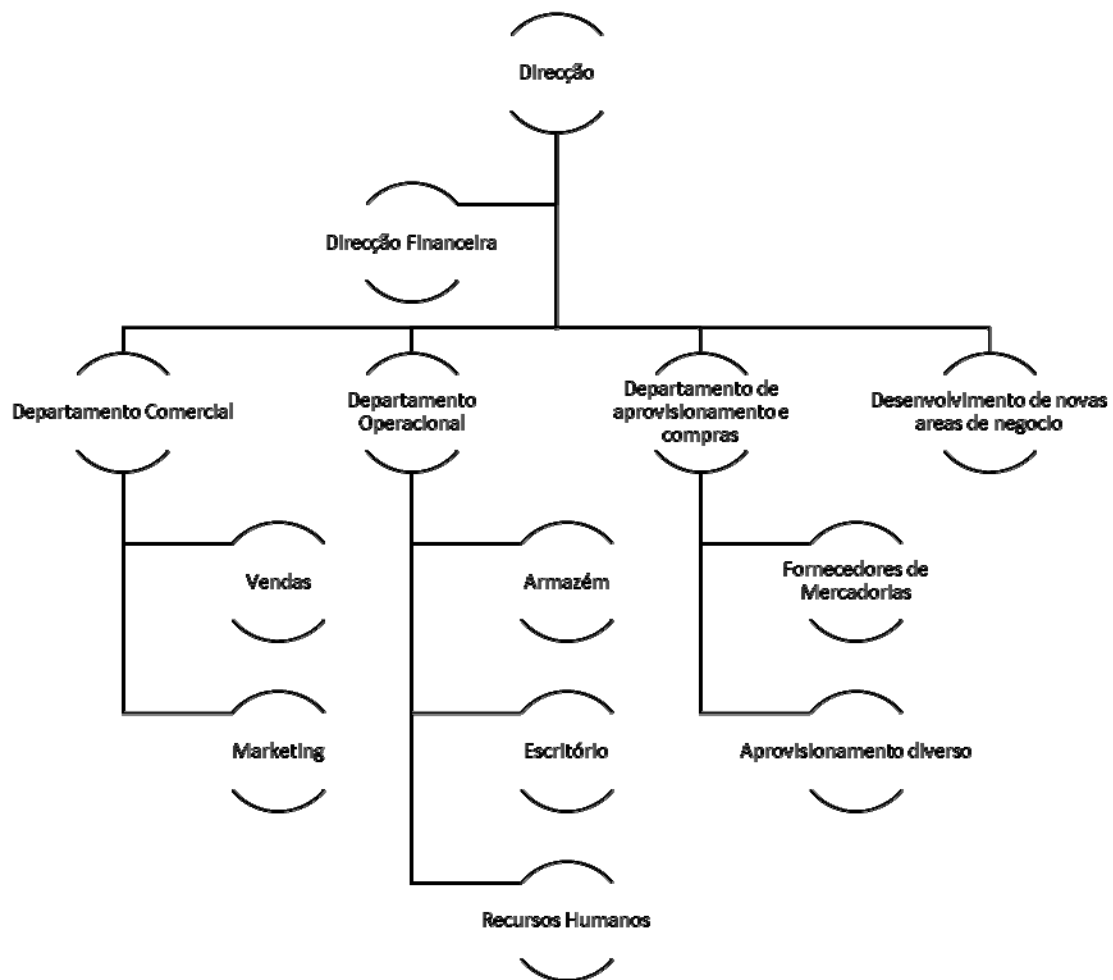 Direcção
Direcção Financeira
Departamento Comercial
Departamento
Operacional
Departamento de
aprovisionamento e
compras
Desenvolvimento de novas
areas de negocio
Vendas
Armazém
Fornecedores de
Mercadorias
Marketing
Escritório
Aprovisionamento diverso
Recursos Humanos